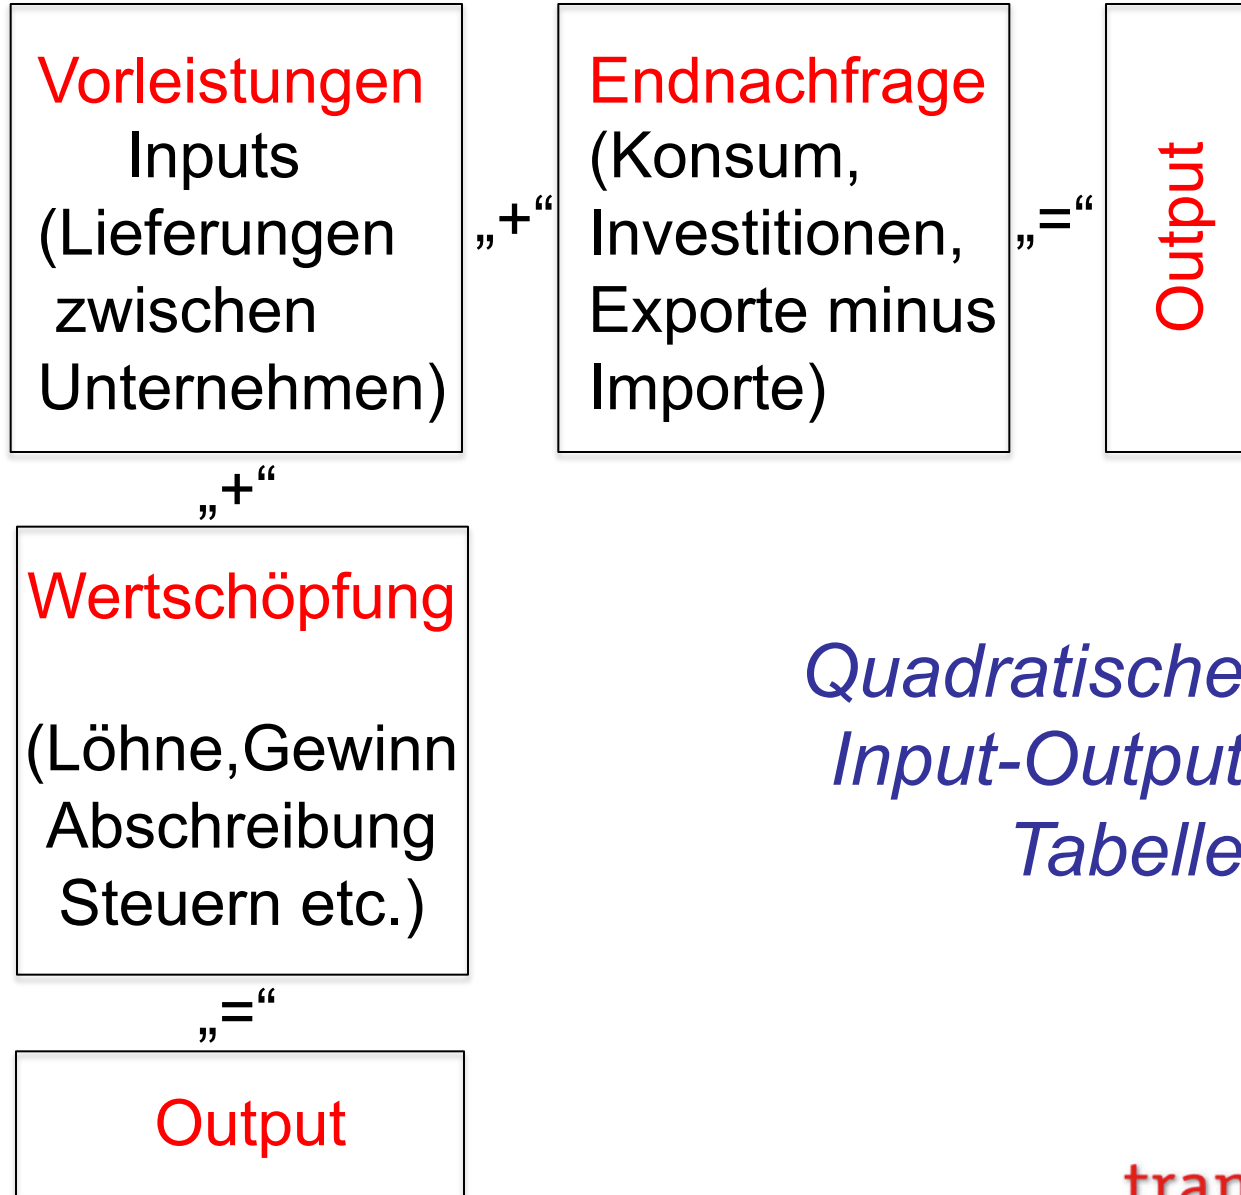 Vorleistungen
Inputs
(Lieferungen
zwischen
Unternehmen)
„+“
Endnachfrage
(Konsum,
Investitionen,
Exporte minus
Importe)
„=“
Output
„+“
Wertschöpfung
(Löhne,Gewinn
Abschreibung
Steuern etc.)
„=“
Output
Quadratische
Input-Output
Tabelle